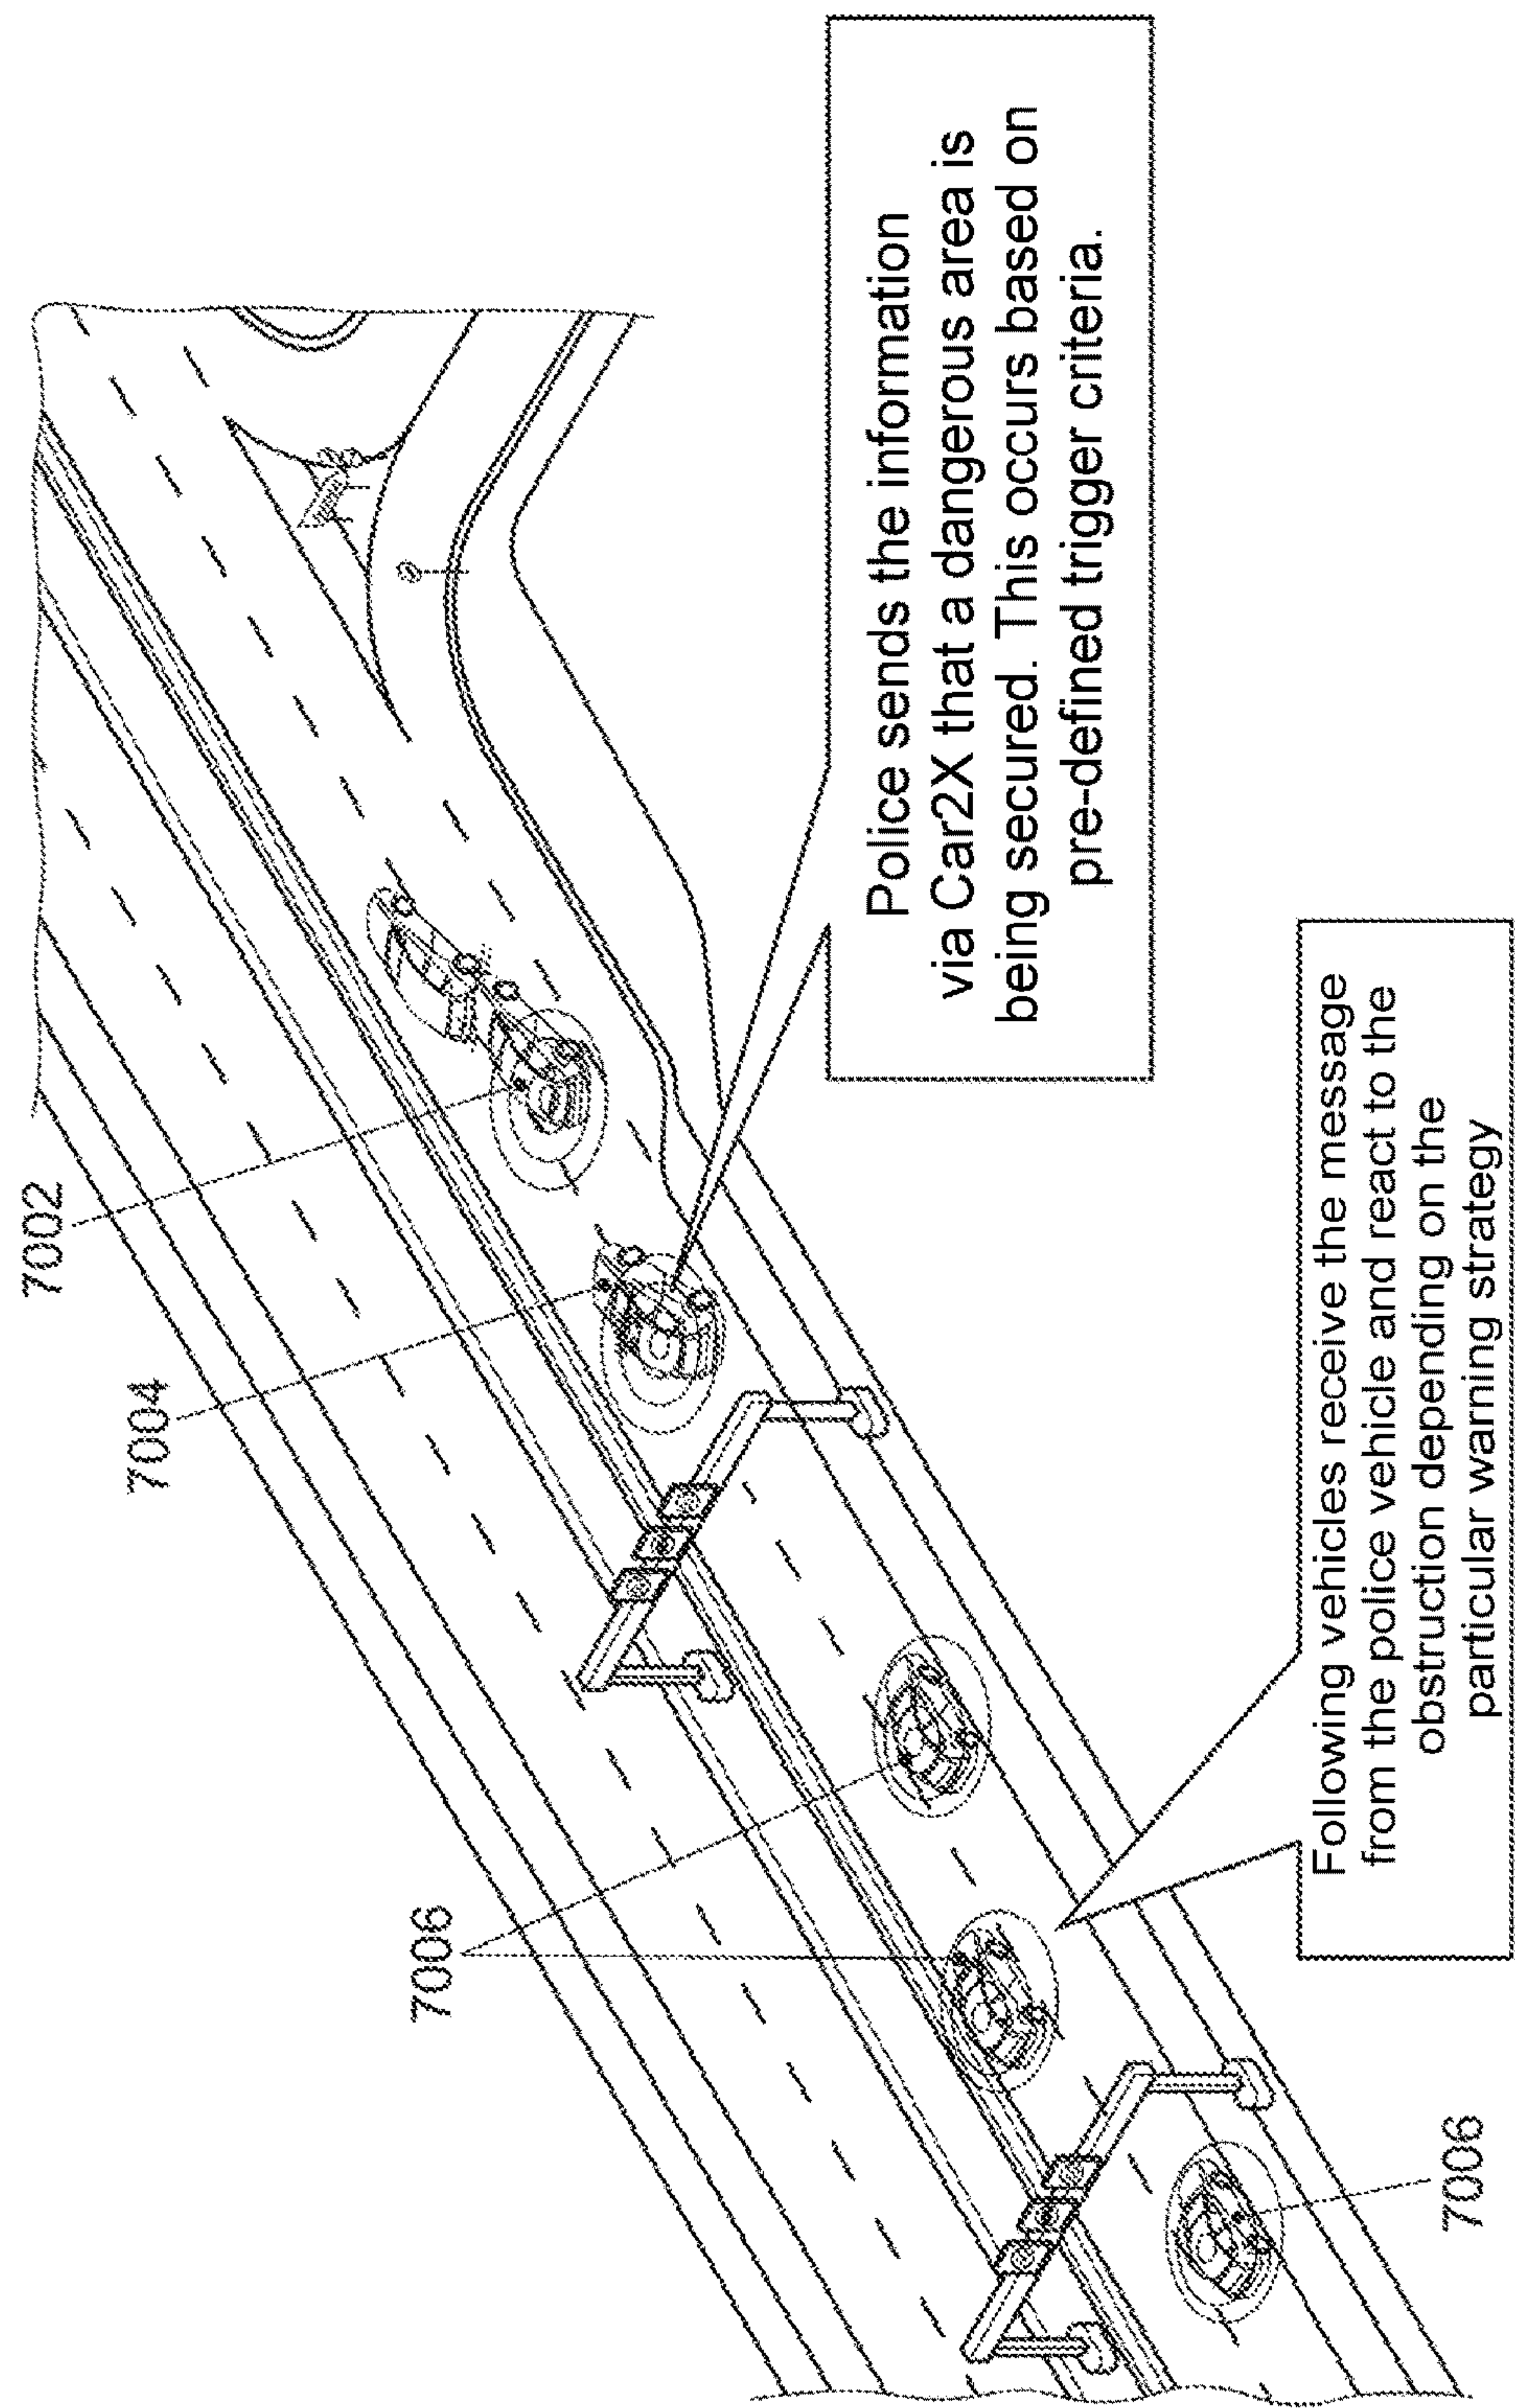 7002
7004
7006
Police sends the information
via Car2X that a dangerous area is
being secured. This occurs based on
pre-defined trigger criteria.
Following vehicles receive the message
from the police vehicle and react to the
obstruction depending on the
particular warning strategy
7006